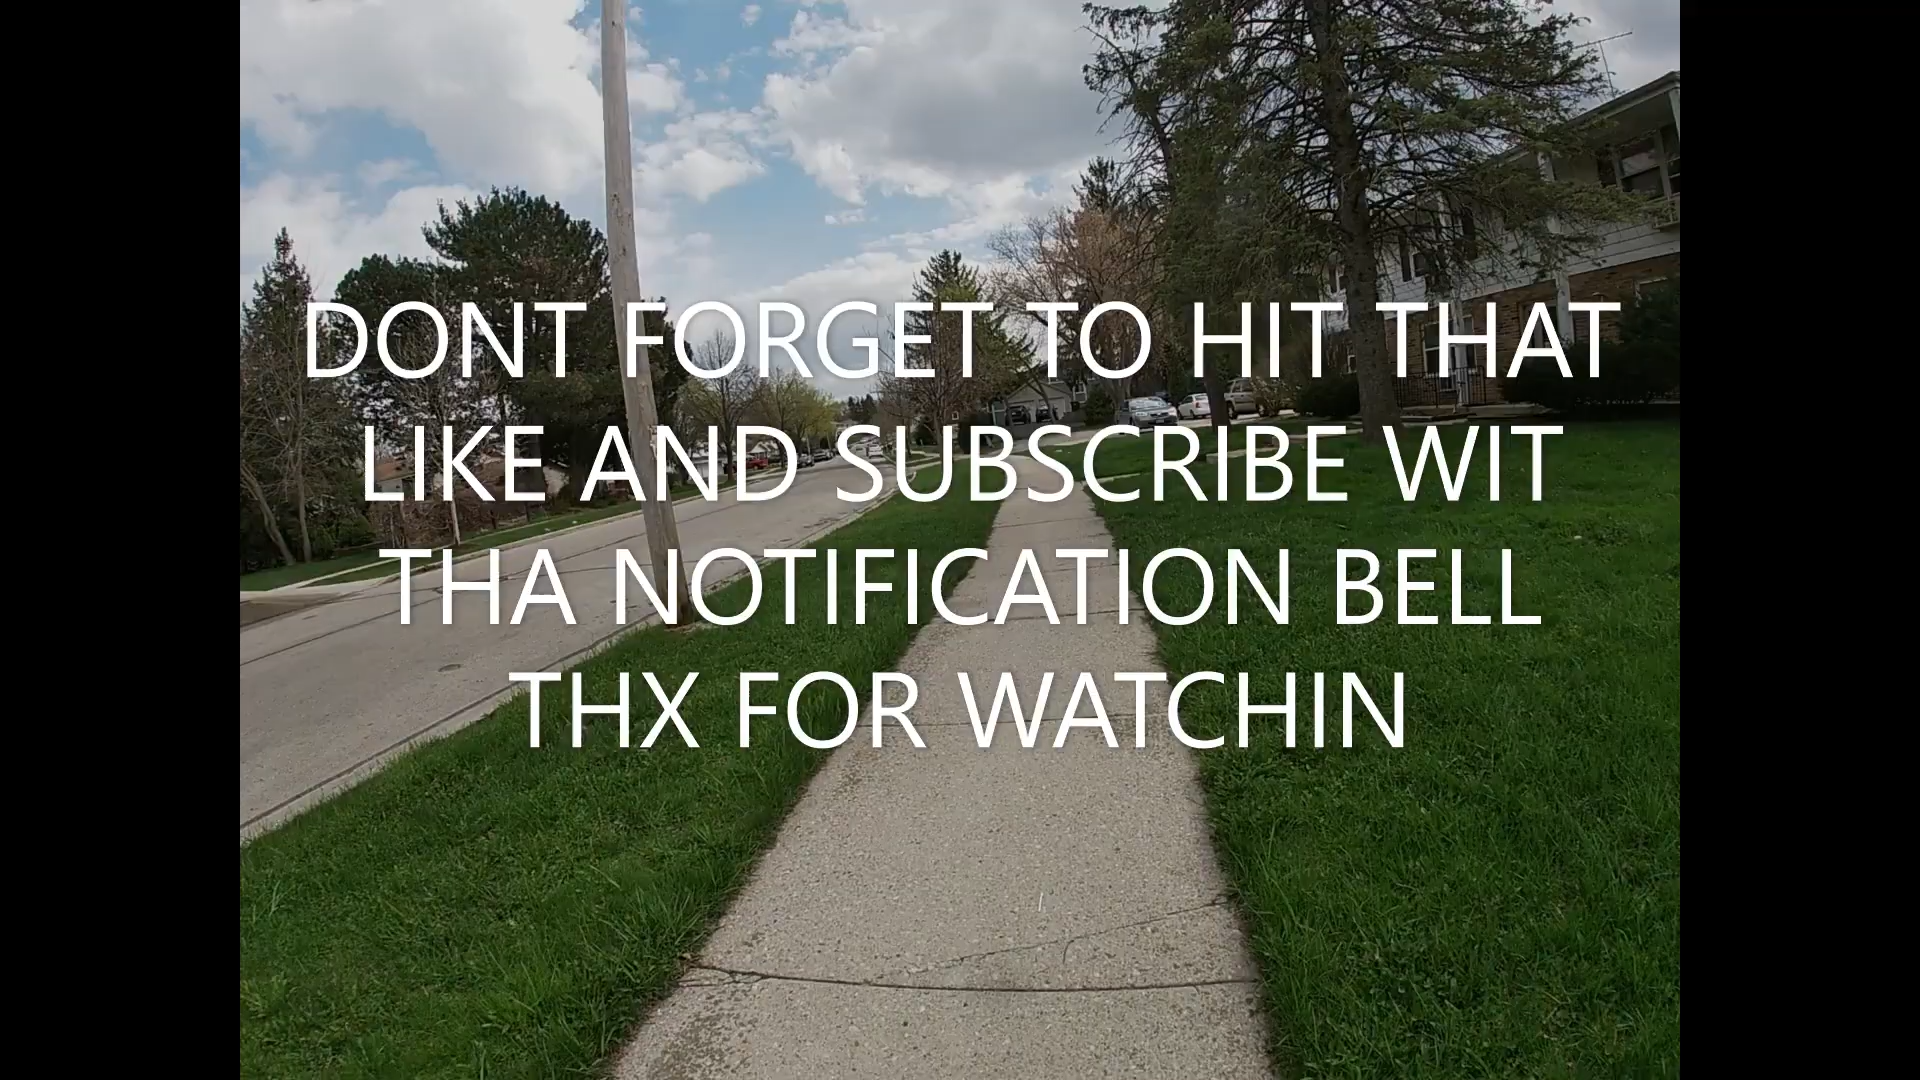 DONT FORGET TO HIT THAT
LIKE AND SUBSCRIBE WIT
THA NOTIFICATION BELL
THX FOR WATCHIN